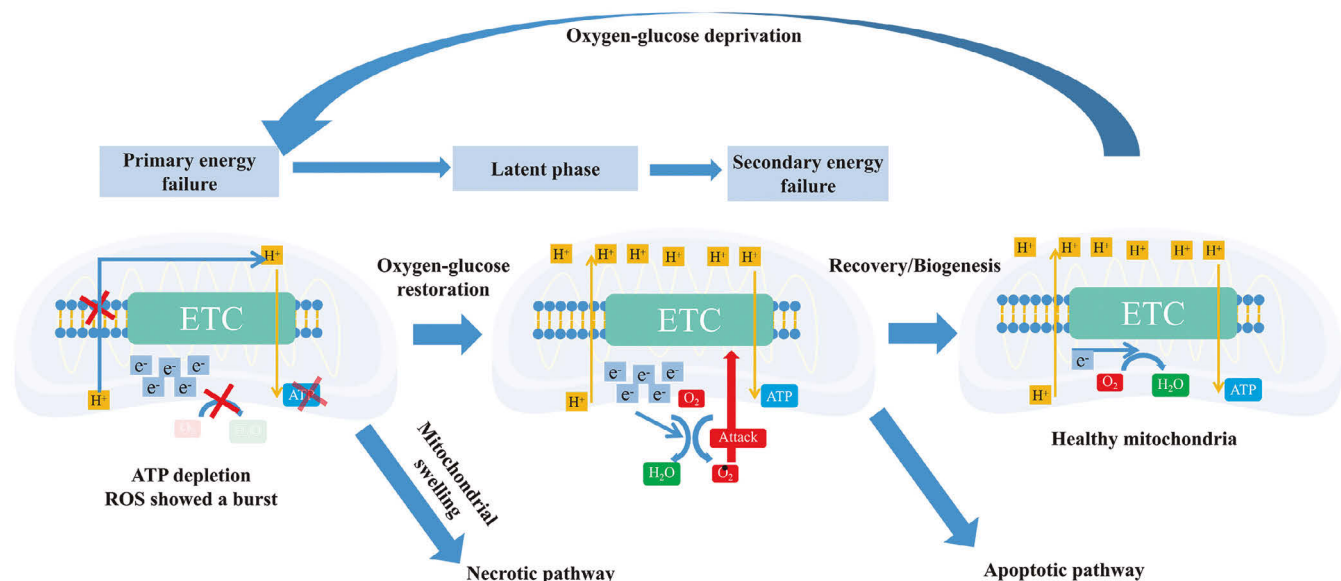 Oxygen-glucose deprivation
Primary energy
failure
Latent phase
Secondary energy
failure
H⁺
H⁺ H⁺ H⁺ H⁺ H⁺ H⁺
H⁺ H⁺ H⁺ H⁺ H⁺ H⁺
Oxygen-glucose
restoration
Recovery/Biogenesis
ETC
ETC
ETC
e⁻ e⁻ e⁻
e⁻ e⁻
H⁺
ATP
O₂ H₂O
e⁻ e⁻ e⁻
e⁻ e⁻
H⁺
O₂
ATP
Attack
H₂O
O₂
e⁻
O₂
H₂O
H⁺
ATP
Healthy mitochondria
ATP depletion
ROS showed a burst
Mitochondrial
swelling
Necrotic pathway
Apoptotic pathway